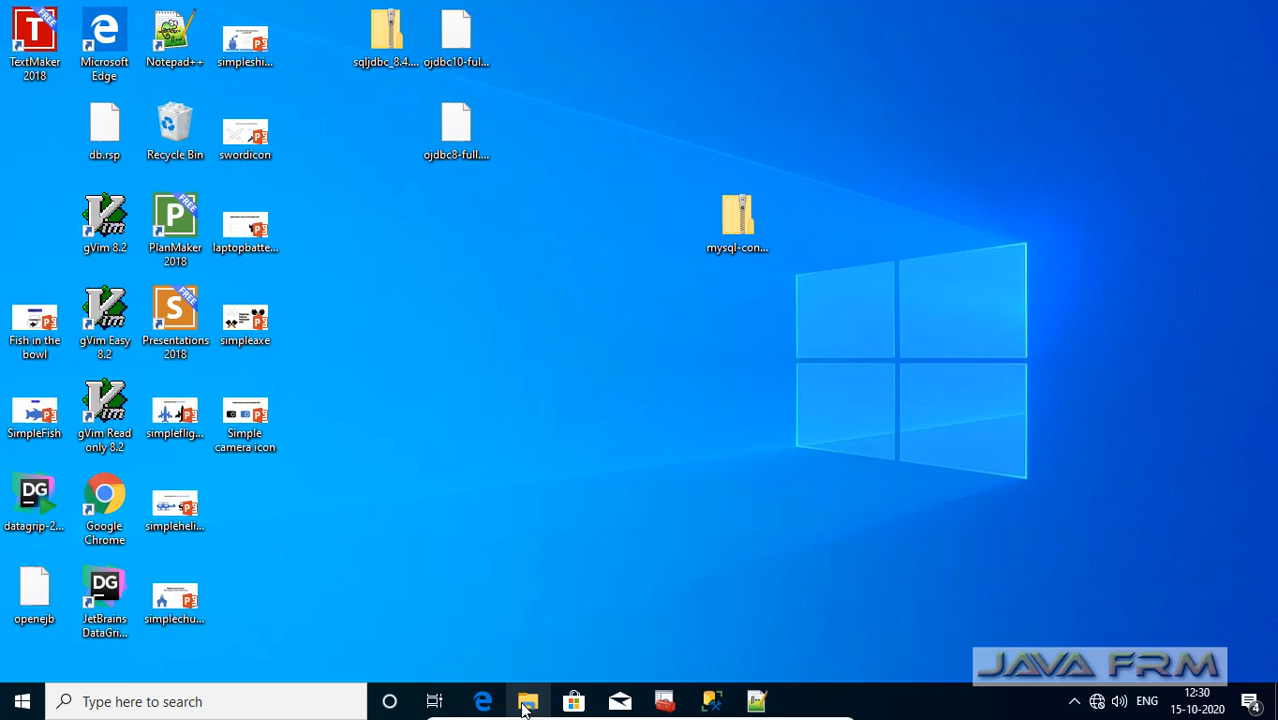 TextMaker 2018
Microsoft Edge
Notepad++
simpleshi...
sqljdbc_8.4....
ojdbc10-full...
db.rsp
Recycle Bin
swordicon
ojdbc8-full....
gVim 8.2
PlanMaker 2018
laptopbatte...
mysql-con...
Fish in the bowl
gVim Easy 8.2
Presentations 2018
simpleaxe
SimpleFish
gVim Read only 8.2
simpleflig...
Simple camera icon
datagrip-2...
Google Chrome
simpleheli...
openejb
JetBrains DataGri...
simplechu...
JAVA FRM
Type here to search
ENG
12:30
15-10-2020
4